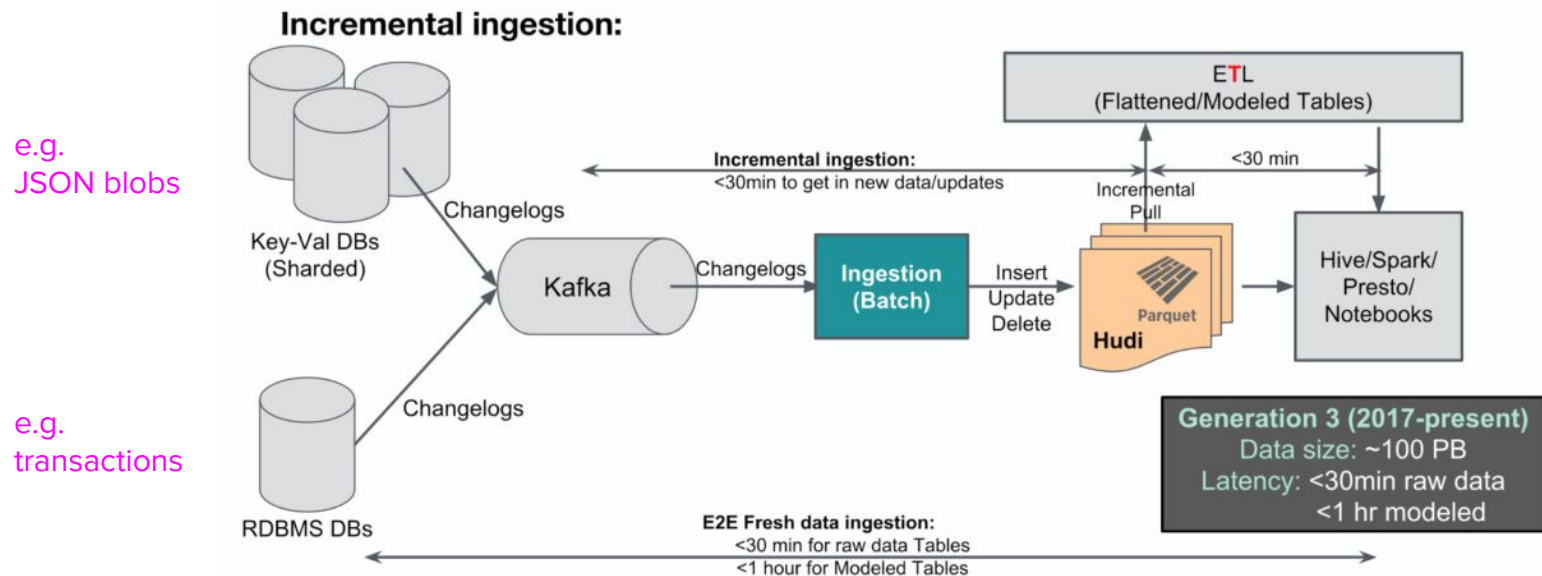 Incremental ingestion:
e.g.
JSON blobs
Key-Val DBs
(Sharded)
Changelogs
e.g.
transactions
RDBMS DBs
Changelogs
Kafka
Changelogs
Incremental ingestion:
<30min to get in new data/updates
Ingestion
(Batch)
Insert
Update
Delete
ETL
(Flattened/Modeled Tables)
<30 min
Incremental
Pull
Parquet
Hudi
Hive/Spark/
Presto/
Notebooks
Generation 3 (2017-present)
Data size: ~100 PB
Latency: <30min raw data
<1 hr modeled
E2E Fresh data ingestion:
<30 min for raw data Tables
<1 hour for Modeled Tables